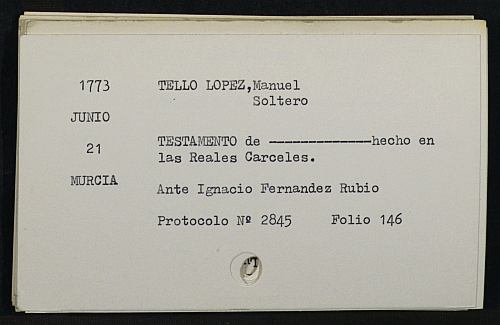 1773 TELLO LOPEZ,Manuel
Soltero
JUNIO
21 TESTAMENTO de -------------hecho en
las Reales Carceles.
MURCIA Ante Ignacio Fernandez Rubio
Protocolo Nº 2845 Folio 146